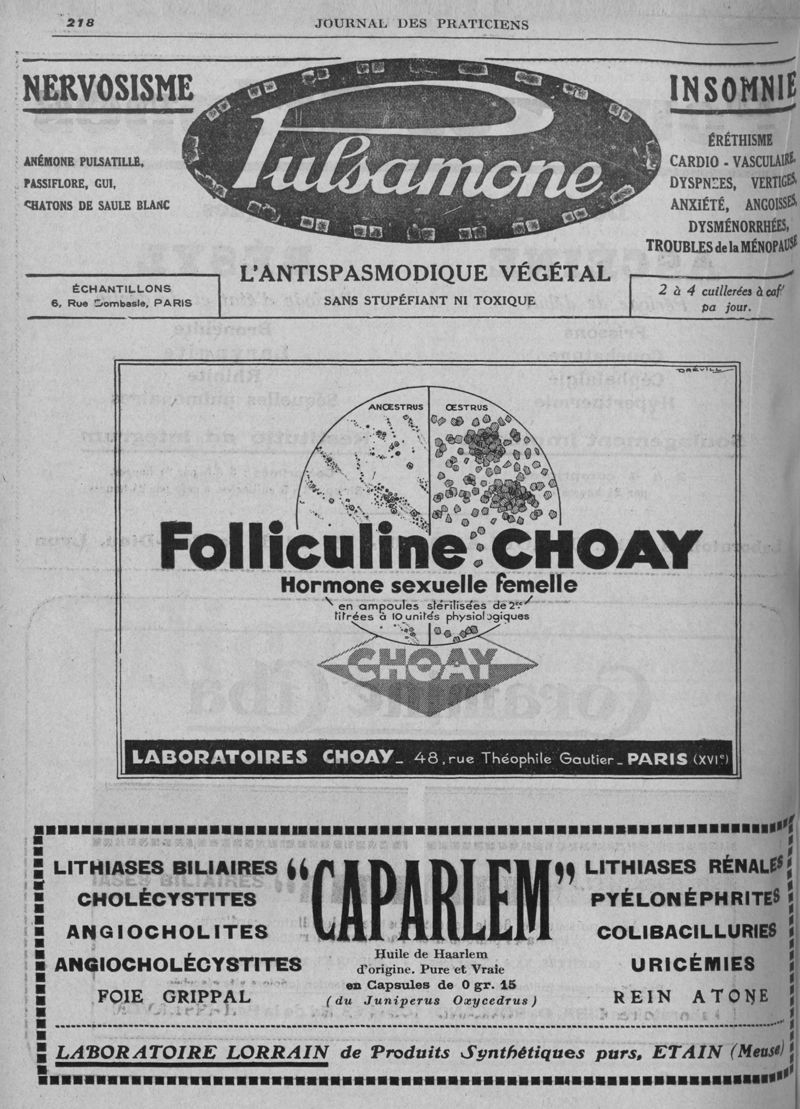 218
JOURNAL DES PRATICIENS
NERVOSISME
ANÉMONE PULSATILLE,
PASSIFLORE, GUI,
CHATONS DE SAULE BLANC
Pulsamone
INSOMNIE
ÉRÉTHISME
CARDIO - VASCULAIRE,
DYSPNÉES, VERTIGES,
ANXIÉTÉ, ANGOISSES,
DYSMÉNORRHÉES,
TROUBLES de la MÉNOPAUSE
L'ANTISPASMODIQUE VÉGÉTAL
SANS STUPÉFIANT NI TOXIQUE
ÉCHANTILLONS
6, Rue Dombasle, PARIS
2 à 4 cuillerées à caf
pa jour.
ANŒSTRUS
ŒSTRUS
Folliculine CHOAY
Hormone sexuelle femelle
en ampoules stérilisées de 2cc
titrées à 10 unités physiologiques
CHOAY
LABORATOIRES CHOAY_ 48, rue Théophile Gautier_ PARIS (XVIe)
LITHIASES BILIAIRES
CHOLÉCYSTITES
ANGIOCHOLITES
ANGIOCHOLÉCYSTITES
FOIE GRIPPAL
"CAPARLEM"
Huile de Haarlem
d'origine. Pure et Vraie
en Capsules de 0 gr. 15
(du Juniperus Oxycedrus)
LITHIASES RÉNALES
PYÉLONÉPHRITES
COLIBACILLURIES
URICÉMIES
REIN ATONE
LABORATOIRE LORRAIN de Produits Synthétiques purs, ETAIN (Meuse)